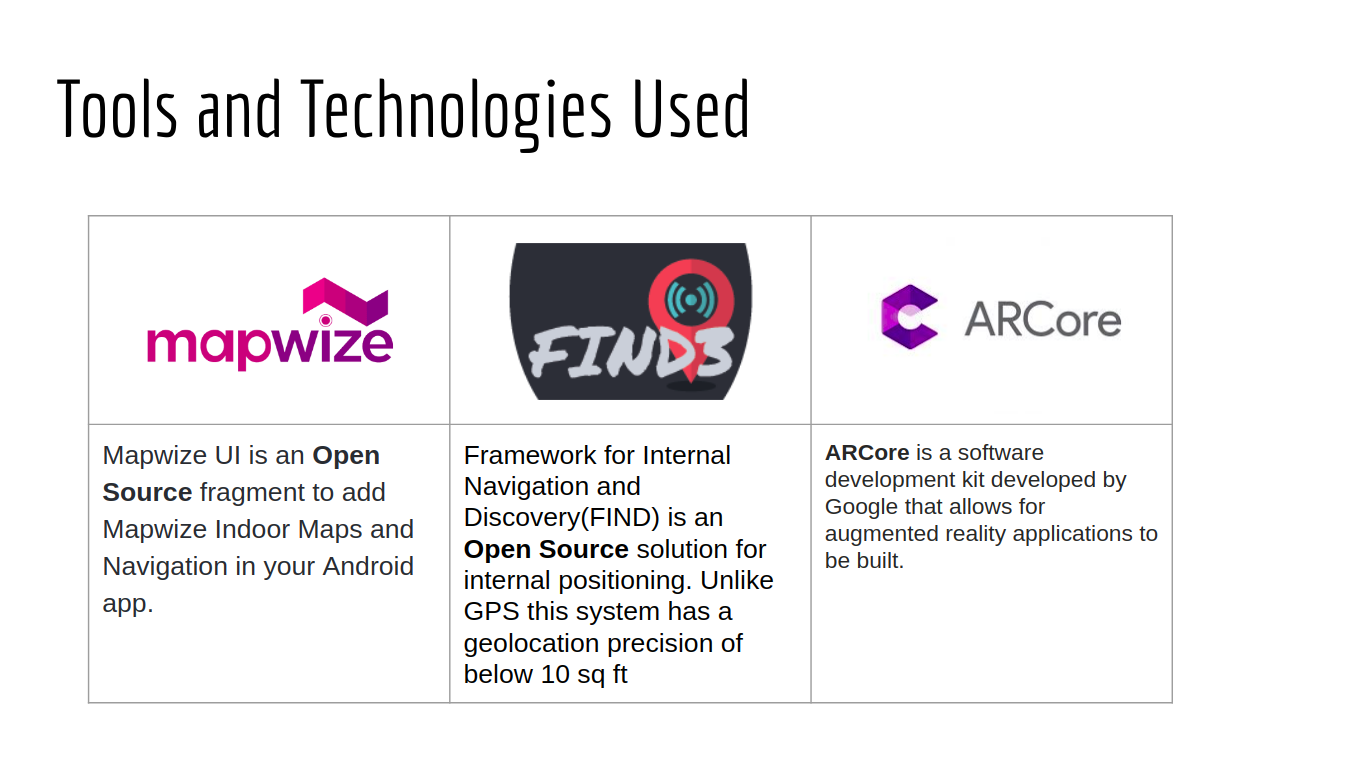 Tools and Technologies Used
mapwize
FIND3
ARCore
Mapwize UI is an Open
Source fragment to add
Mapwize Indoor Maps and
Navigation in your Android
app.
Framework for Internal
Navigation and
Discovery(FIND) is an
Open Source solution for
internal positioning. Unlike
GPS this system has a
geolocation precision of
below 10 sq ft
ARCore is a software
development kit developed by
Google that allows for
augmented reality applications to
be built.